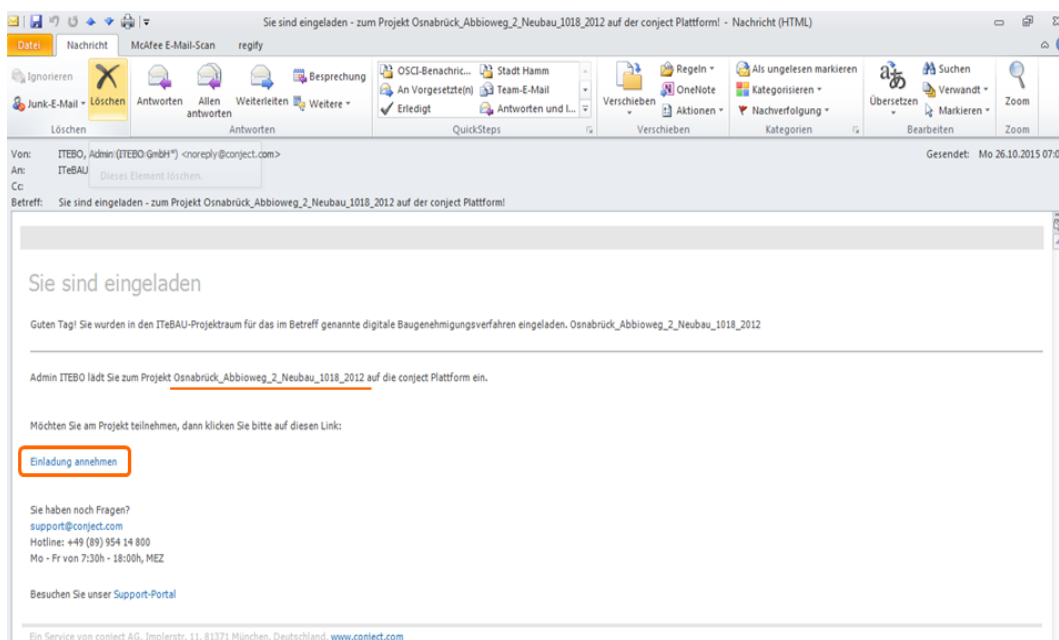 Sie sind eingeladen - zum Projekt Osnabrück_Abbioweg_2_Neubau_1018_2012 auf der conject Plattform! - Nachricht (HTML)
Datei Nachricht McAfee E-Mail-Scan regify
Ignorieren
Junk-E-Mail
Löschen
Löschen
Antworten
Allen antworten
Weiterleiten
Besprechung
Weitere
Antworten
OSCI-Benachric...
An Vorgesetzte(n)
Erledigt
Stadt Hamm
Team-E-Mail
Antworten und l...
QuickSteps
Verschieben
Regeln
OneNote
Aktionen
Verschieben
Als ungelesen markieren
Kategorisieren
Nachverfolgung
Kategorien
Übersetzen
Suchen
Verwandt
Markieren
Bearbeiten
Zoom
Zoom
Von: ITEBO, Admin (ITEBO GmbH*) <noreply@conject.com>
Gesendet: Mo 26.10.2015 07:0
An: ITeBAU
Dieses Element löschen.
Cc:
Betreff: Sie sind eingeladen - zum Projekt Osnabrück_Abbioweg_2_Neubau_1018_2012 auf der conject Plattform!
Sie sind eingeladen
Guten Tag! Sie wurden in den ITeBAU-Projektraum für das im Betreff genannte digitale Baugenehmigungsverfahren eingeladen. Osnabrück_Abbioweg_2_Neubau_1018_2012
Admin ITEBO lädt Sie zum Projekt Osnabrück_Abbioweg_2_Neubau_1018_2012 auf die conject Plattform ein.
Möchten Sie am Projekt teilnehmen, dann klicken Sie bitte auf diesen Link:
Einladung annehmen
Sie haben noch Fragen?
support@conject.com
Hotline: +49 (89) 954 14 800
Mo - Fr von 7:30h - 18:00h, MEZ
Besuchen Sie unser Support-Portal
Ein Service von conject AG, Implerstr. 11, 81371 München, Deutschland, www.conject.com